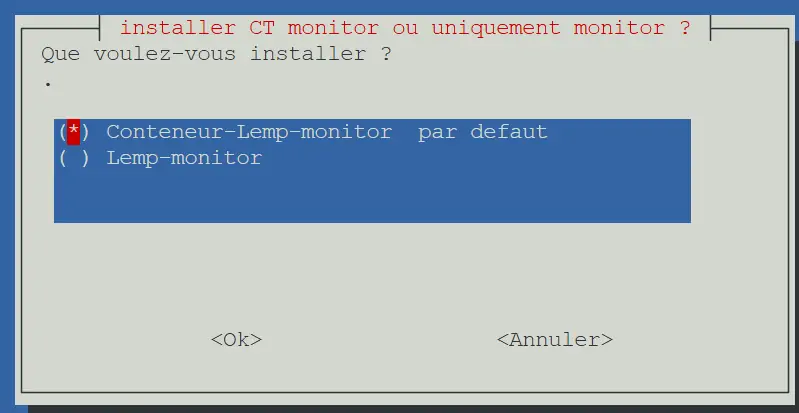 installer CT monitor ou uniquement monitor ?
Que voulez-vous installer ?
.
(*) Conteneur-Lemp-monitor  par defaut
( ) Lemp-monitor
<Ok> <Annuler>